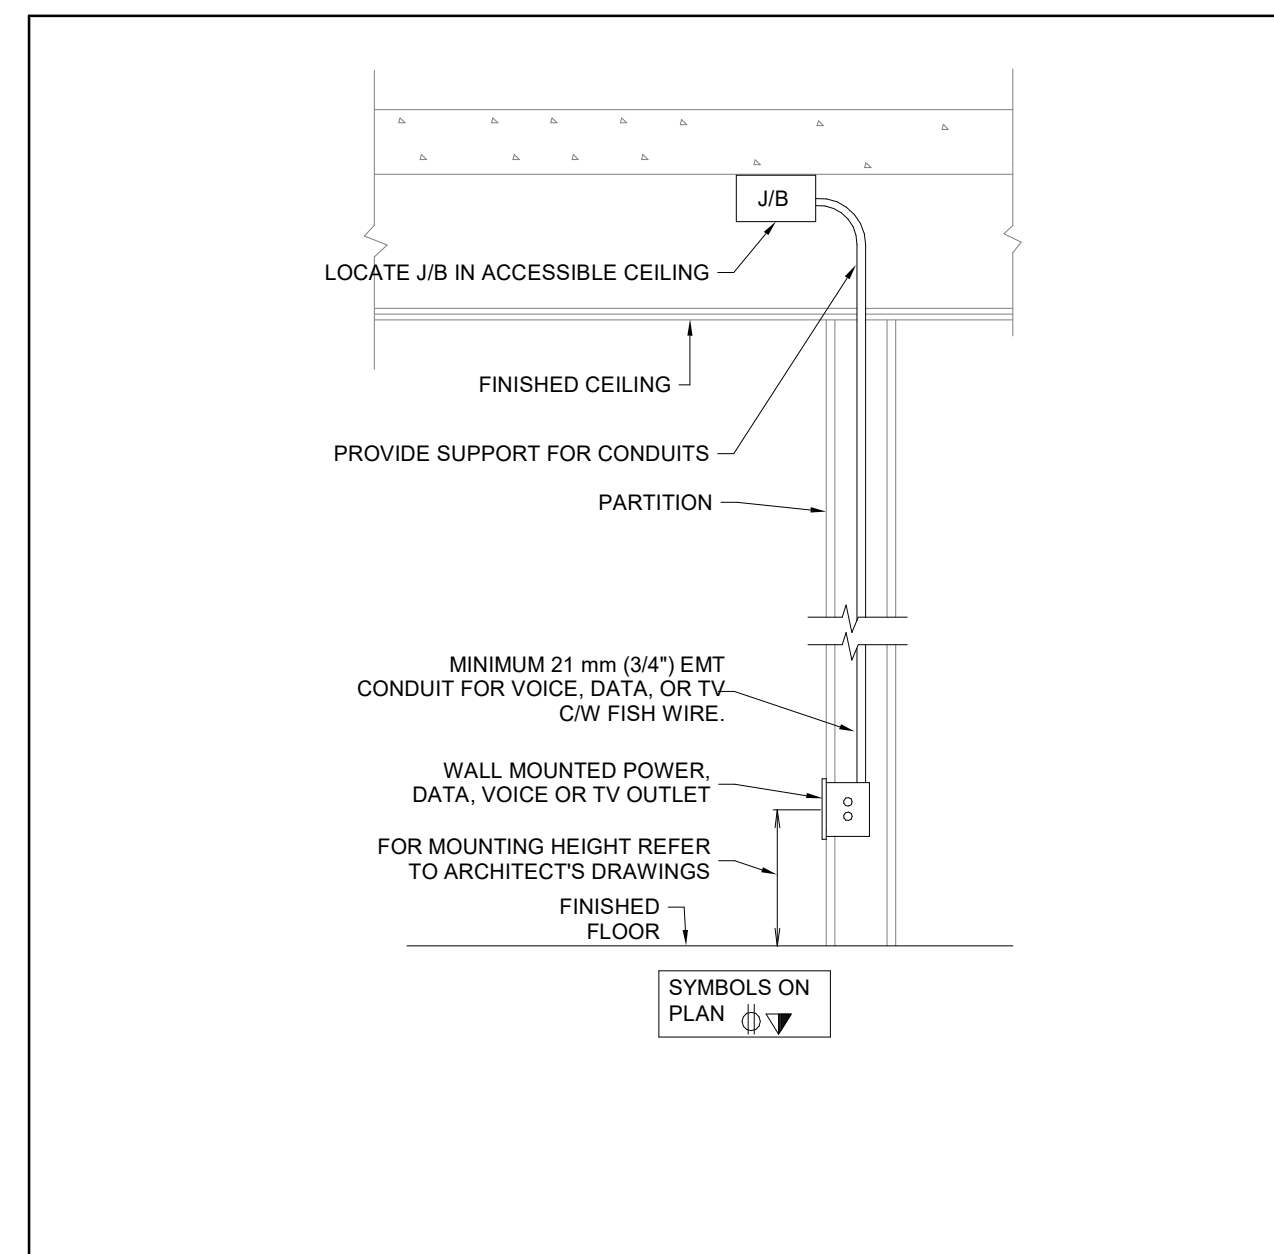 J/B
LOCATE J/B IN ACCESSIBLE CEILING
FINISHED CEILING
PROVIDE SUPPORT FOR CONDUITS
PARTITION
MINIMUM 21 mm (3/4") EMT
CONDUIT FOR VOICE, DATA, OR TV
C/W FISH WIRE.
WALL MOUNTED POWER,
DATA, VOICE OR TV OUTLET
FOR MOUNTING HEIGHT REFER
TO ARCHITECT'S DRAWINGS
FINISHED
FLOOR
SYMBOLS ON
PLAN